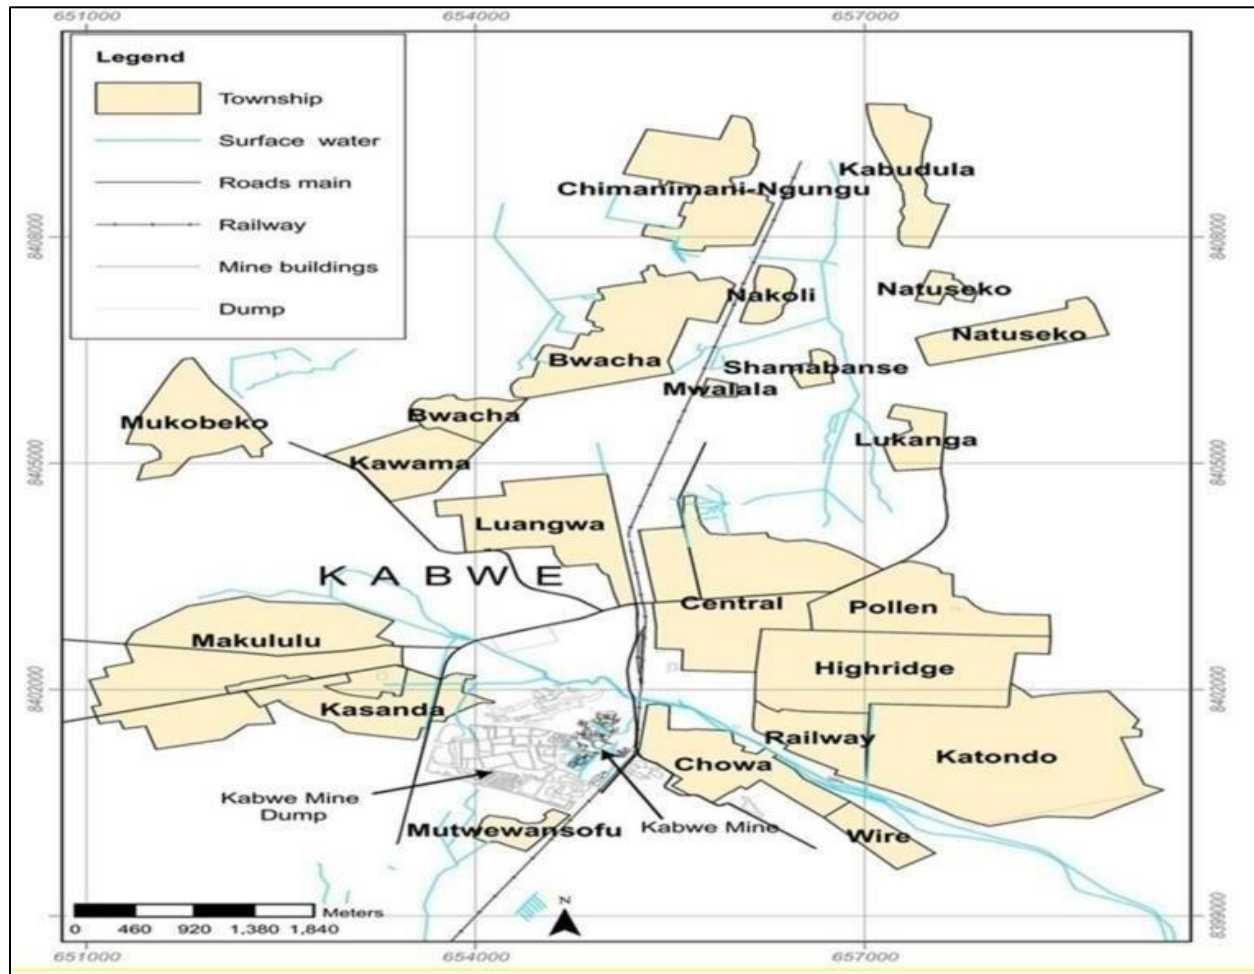 651000 654000 657000
Legend
Township
Surface water
Roads main
Railway
Mine buildings
Dump
Chimanimani-Ngungu
Kabudula
8408000
8408000
Nakoli
Natuseko
Natuseko
Bwacha
Shamabanse
Mwalala
Mukobeko
Bwacha
Lukanga
Kawama
8405000
8405000
Luangwa
KABWE
Central
Pollen
Makululu
Highridge
8402000
8402000
Kasanda
Railway
Chowa
Katondo
Kabwe Mine
Dump
Mutwewansofu
Kabwe Mine
Wire
N
Meters
0 460 920 1,380 1,840
8399000
651000 654000 657000